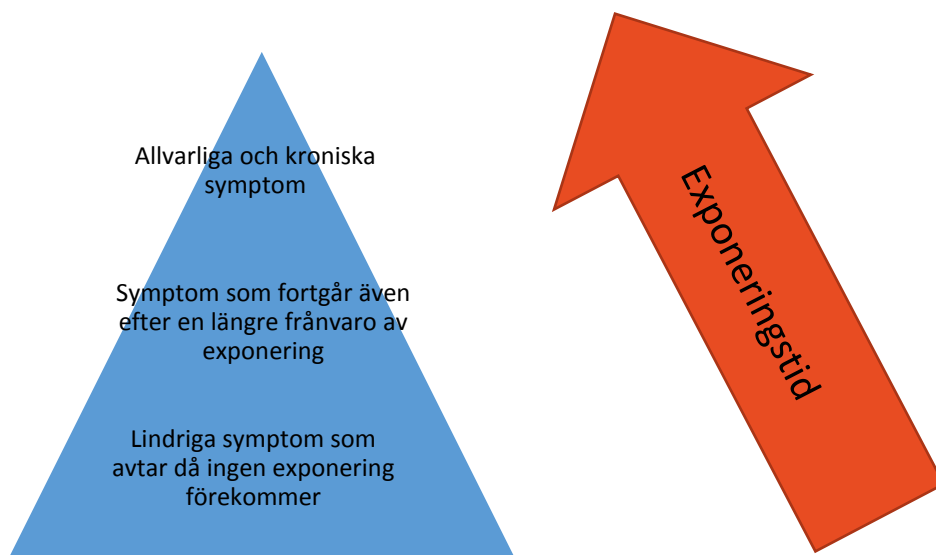 Allvarliga och kroniska
symptom
Symptom som fortgår även
efter en längre frånvaro av
exponering
Lindriga symptom som
avtar då ingen exponering
förekommer
Exponeringstid